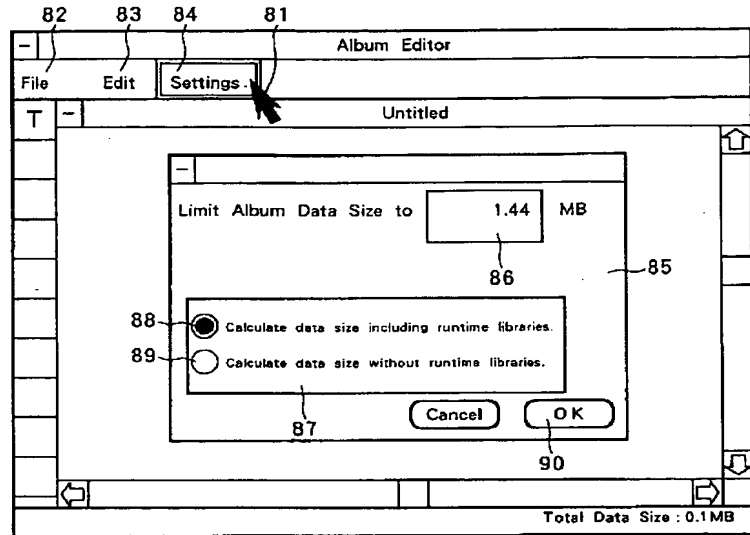 82 83 84 81
Album Editor
File Edit Settings.
T Untitled
Limit Album Data Size to 1.44 MB
86
85
88 Calculate data size including runtime libraries.
89 Calculate data size without runtime libraries.
87
Cancel OK
90
Total Data Size : 0.1MB